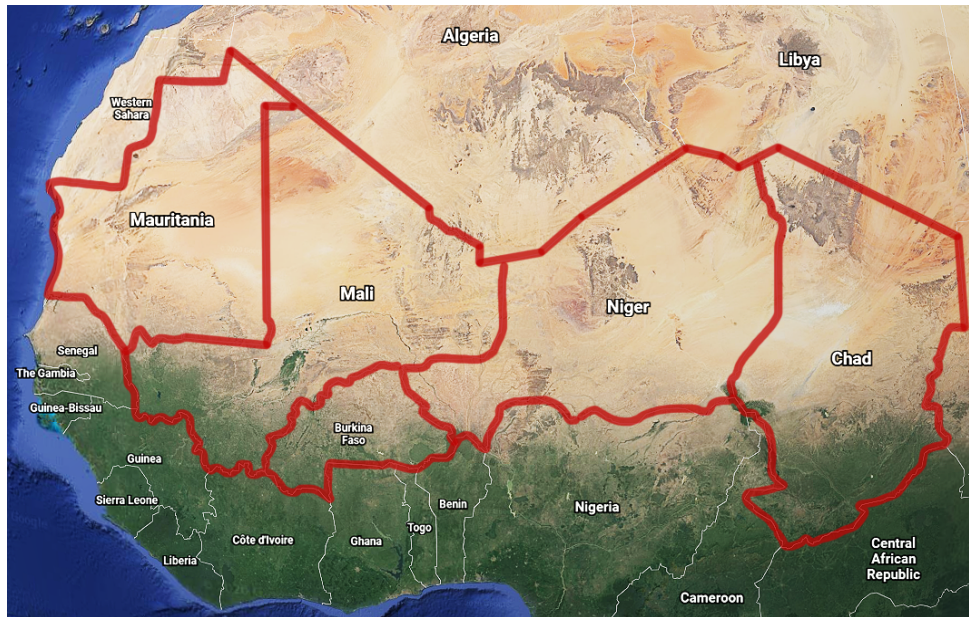 Algeria
Libya
Western
Sahara
Mauritania
Mali
Niger
Chad
Senegal
The Gambia
Guinea-Bissau
Burkina
Faso
Guinea
Sierra Leone
Benin
Nigeria
Togo
Côte d'Ivoire
Ghana
Liberia
Central
African
Republic
Cameroon